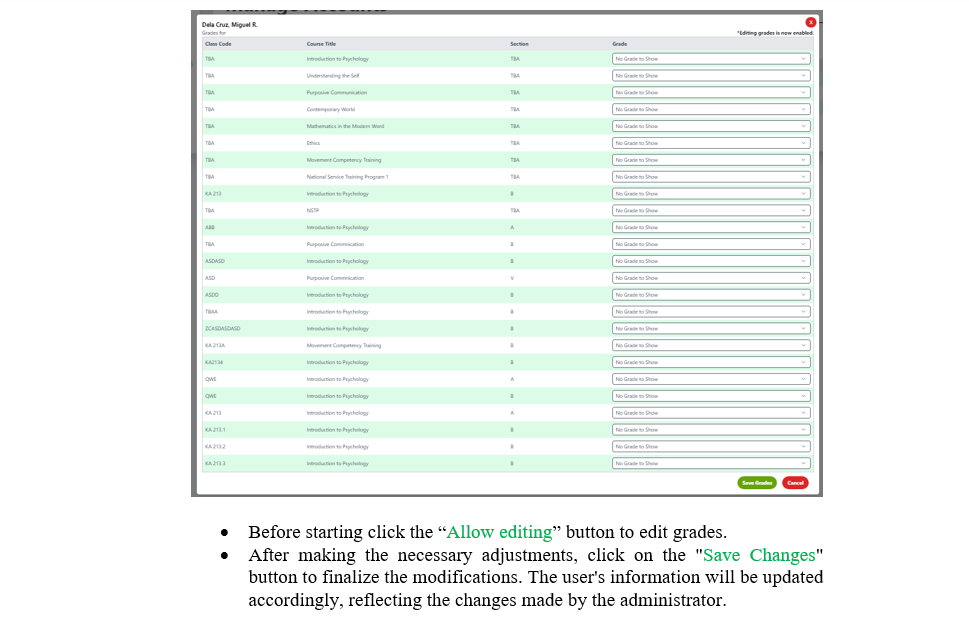 Manage Accounts
Dela Cruz, Miguel R.
X
Grades for
*Editing grades is now enabled.
Class Code Course Title Section Grade
TBA Introduction to Psychology TBA No Grade to Show
TBA Understanding the Self TBA No Grade to Show
TBA Purposive Communication TBA No Grade to Show
TBA Contemporary World TBA No Grade to Show
TBA Mathematics in the Modern Word TBA No Grade to Show
TBA Ethics TBA No Grade to Show
TBA Movement Competency Training TBA No Grade to Show
TBA National Service Training Program 1 TBA No Grade to Show
KA 213 Introduction to Psychology B No Grade to Show
TBA NSTP TBA No Grade to Show
ABB Introduction to Psychology A No Grade to Show
TBA Purposive Commnication B No Grade to Show
ASDASD Introduction to Psychology B No Grade to Show
ASD Purposive Commnication V No Grade to Show
ASDD Introduction to Psychology B No Grade to Show
TBAA Introduction to Psychology B No Grade to Show
ZCASDASDASD Introduction to Psychology B No Grade to Show
KA 213A Movement Competency Training B No Grade to Show
KA213A Introduction to Psychology B No Grade to Show
QWE Introduction to Psychology A No Grade to Show
QWE Introduction to Psychology B No Grade to Show
KA 213 Introduction to Psychology A No Grade to Show
KA 213.1 Introduction to Psychology B No Grade to Show
KA 213.2 Introduction to Psychology B No Grade to Show
KA 213.3 Introduction to Psychology B No Grade to Show
Save Grades Cancel
• Before starting click the “Allow editing” button to edit grades.
• After making the necessary adjustments, click on the "Save Changes"
button to finalize the modifications. The user's information will be updated
accordingly, reflecting the changes made by the administrator.